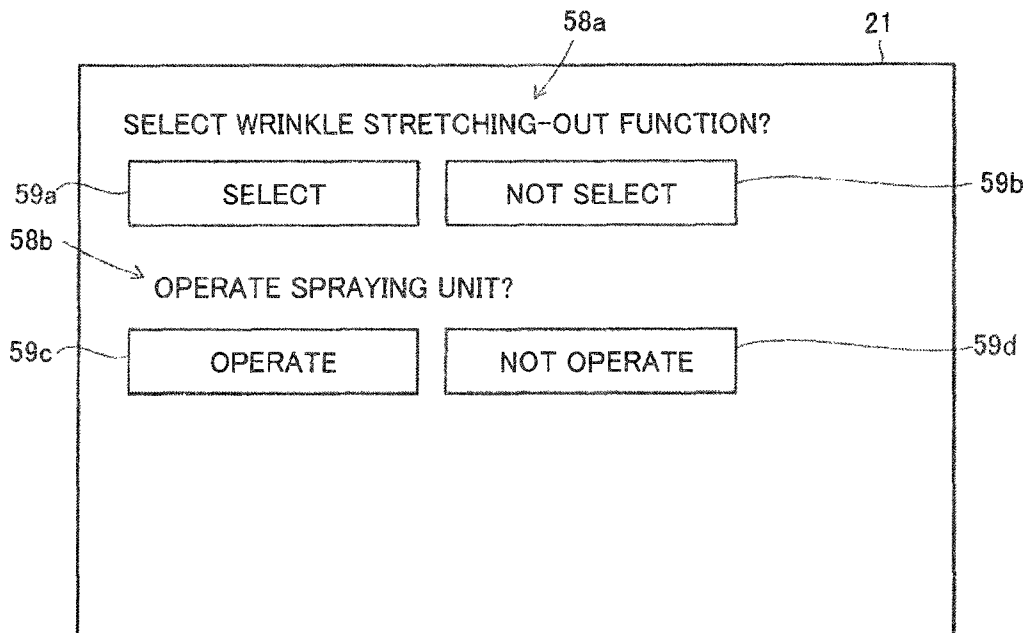 58a
21
SELECT WRINKLE STRETCHING-OUT FUNCTION?
59a
SELECT
NOT SELECT
59b
58b
OPERATE SPRAYING UNIT?
59c
OPERATE
NOT OPERATE
59d